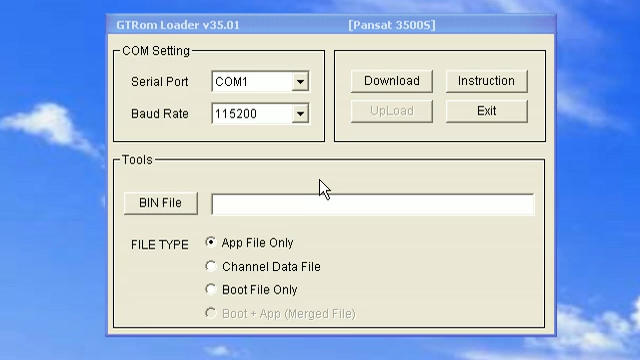 GTRom Loader v35.01 [Pansat 3500S]
COM Setting
Serial Port COM1
Baud Rate 115200
Download Instruction
UpLoad Exit
Tools
BIN File
FILE TYPE App File Only
Channel Data File
Boot File Only
Boot + App (Merged File)